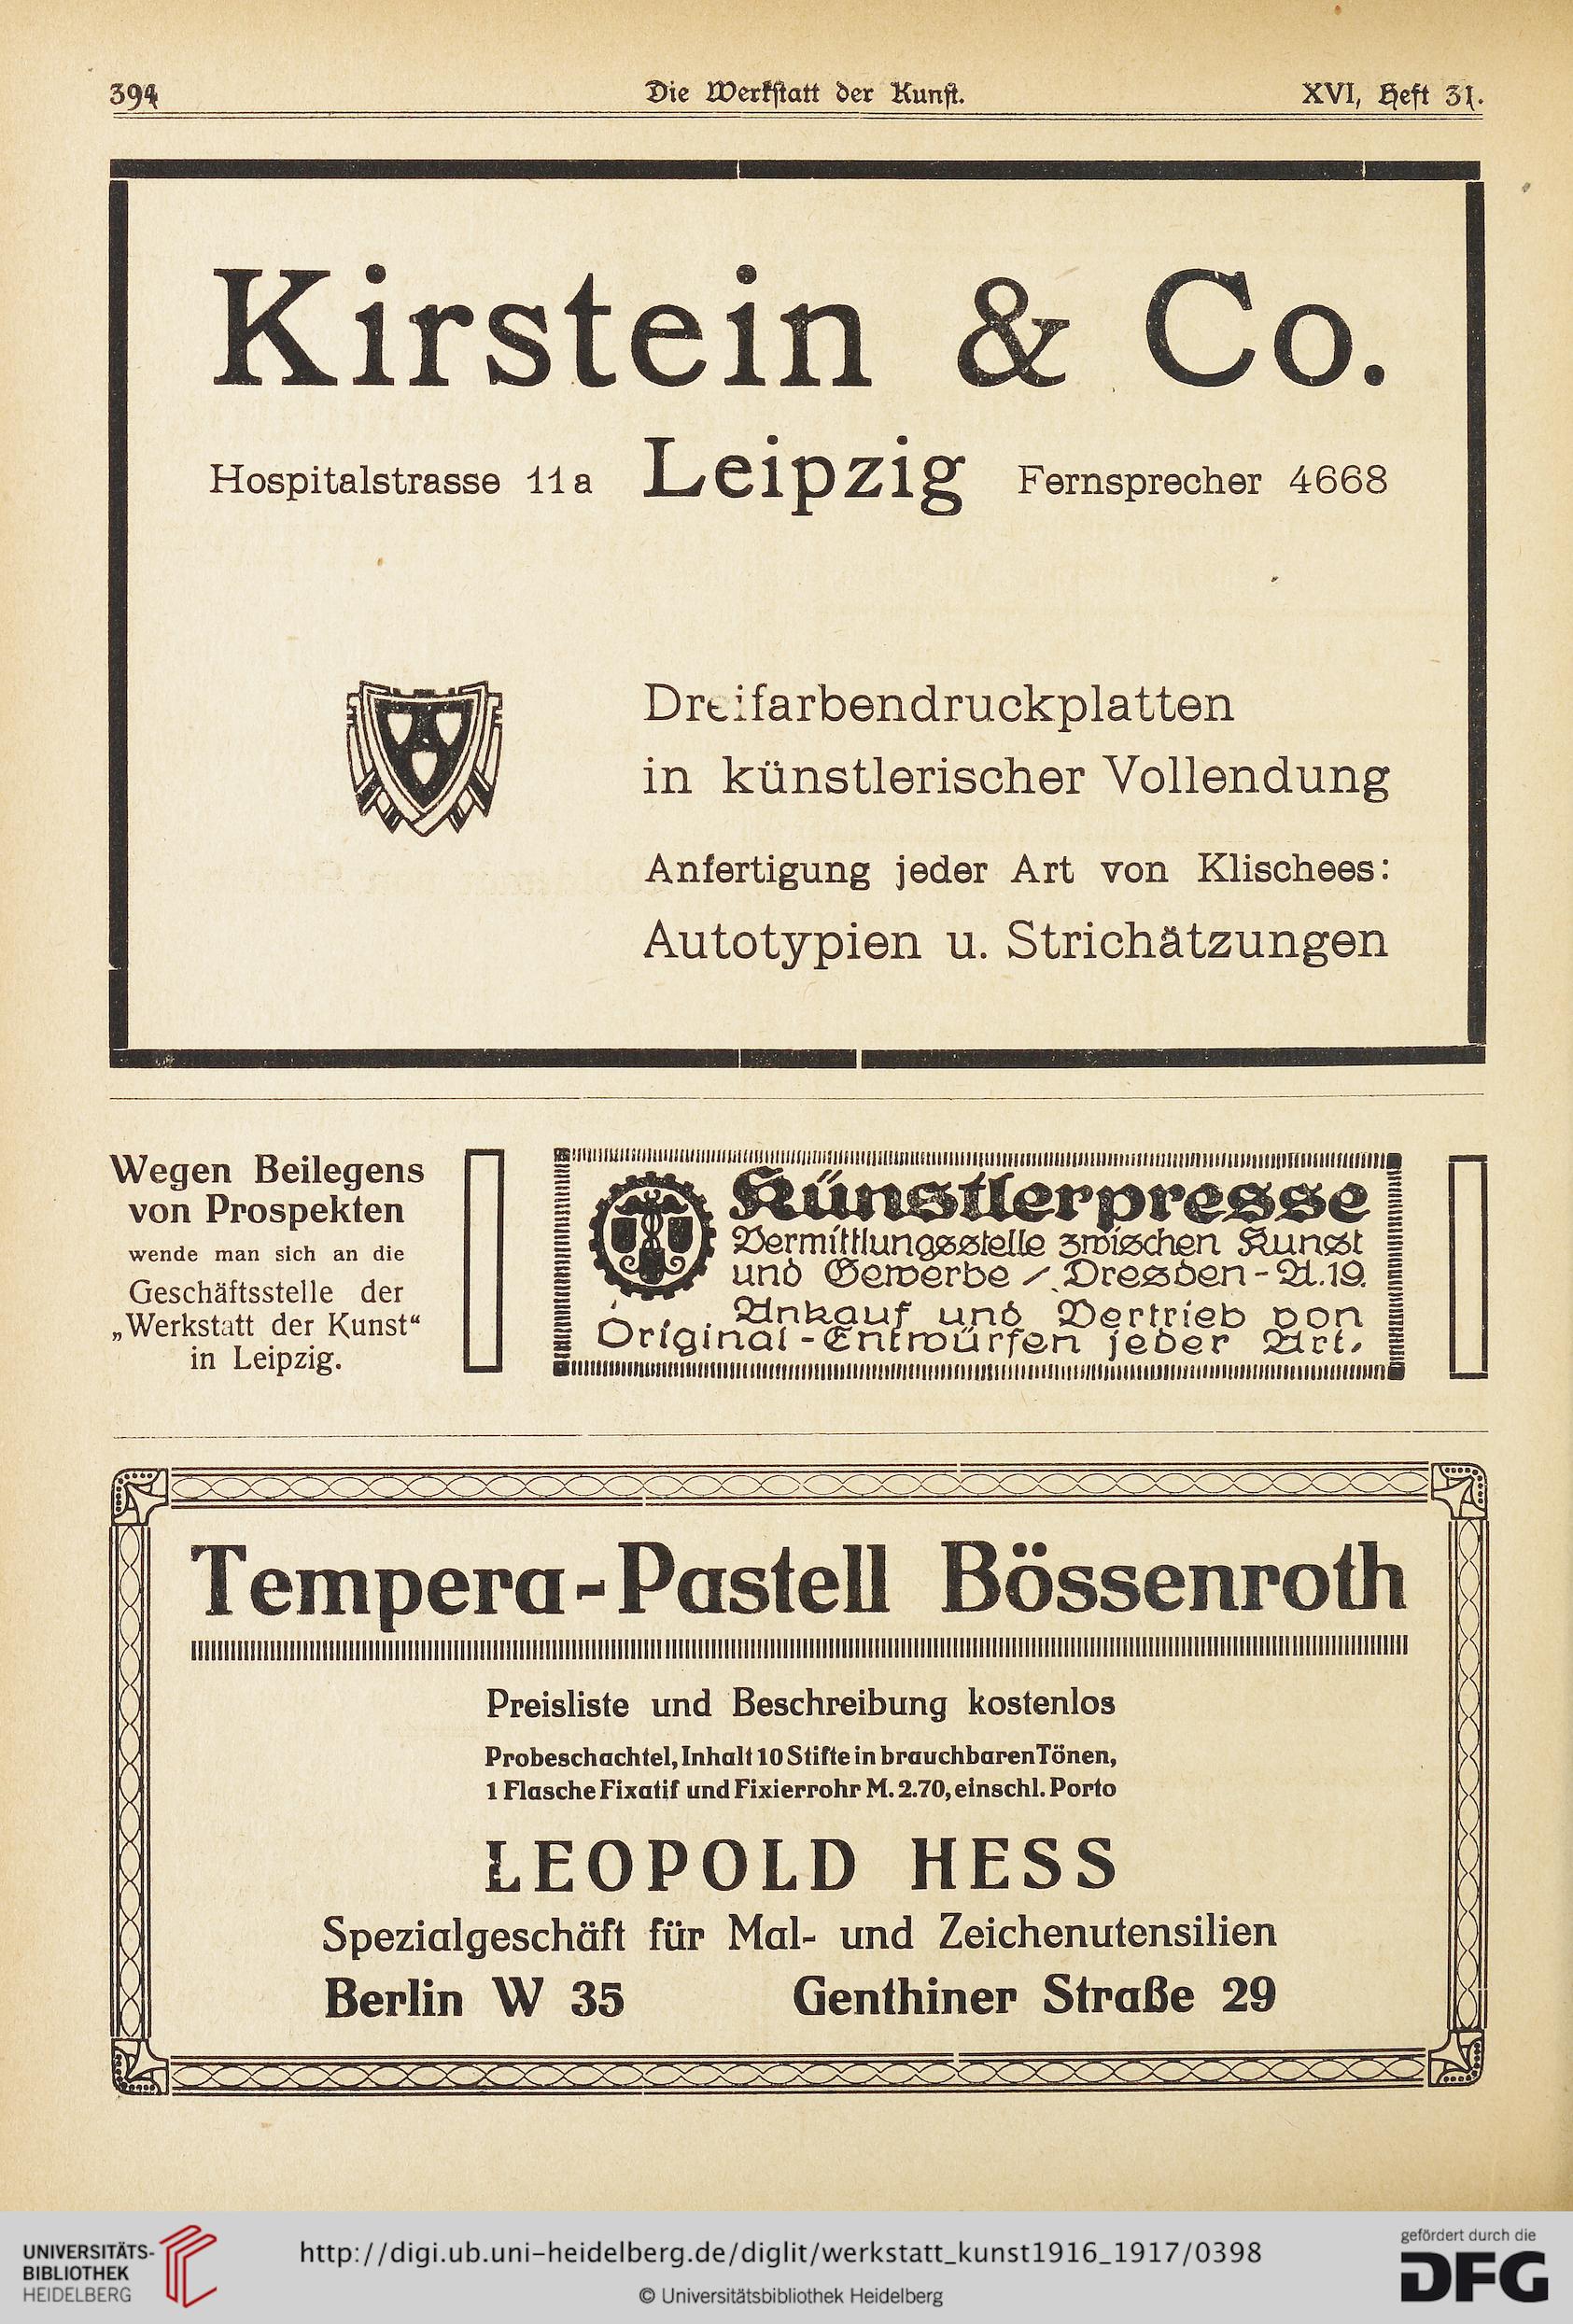 394 Die Werkstatt der Kunst. XVI, Heft 31.
Kirstein & Co.
Hospitalstrasse 11a Leipzig Fernsprecher 4668
Dreifarbendruckplatten
in künstlerischer Vollendung
Anfertigung jeder Art von Klischees:
Autotypien u. Strichätzungen
Wegen Beilegens
von Prospekten
wende man sich an die
Geschäftsstelle der
„Werkstatt der Kunst“
in Leipzig.
Künstlerpresse
Vermittlungsstelle zwischen Kunst
und Gewerbe / Dresden-A.19.
Ankauf und Vertrieb von
Original-Entwürfen jeder Art.
Tempera-Pastell Bössenroth
Preisliste und Beschreibung kostenlos
Probeschachtel, Inhalt 10 Stifte in brauchbaren Tönen,
1 Flasche Fixatif und Fixierrohr M. 2.70, einschl. Porto
LEOPOLD HESS
Spezialgeschäft für Mal- und Zeichenutensilien
Berlin W 35 Genthiner Straße 29
UNIVERSITÄTS-
BIBLIOTHEK
HEIDELBERG
http://digi.ub.uni-heidelberg.de/diglit/werkstatt_kunst1916_1917/0398
© Universitätsbibliothek Heidelberg
gefördert durch die
DFG